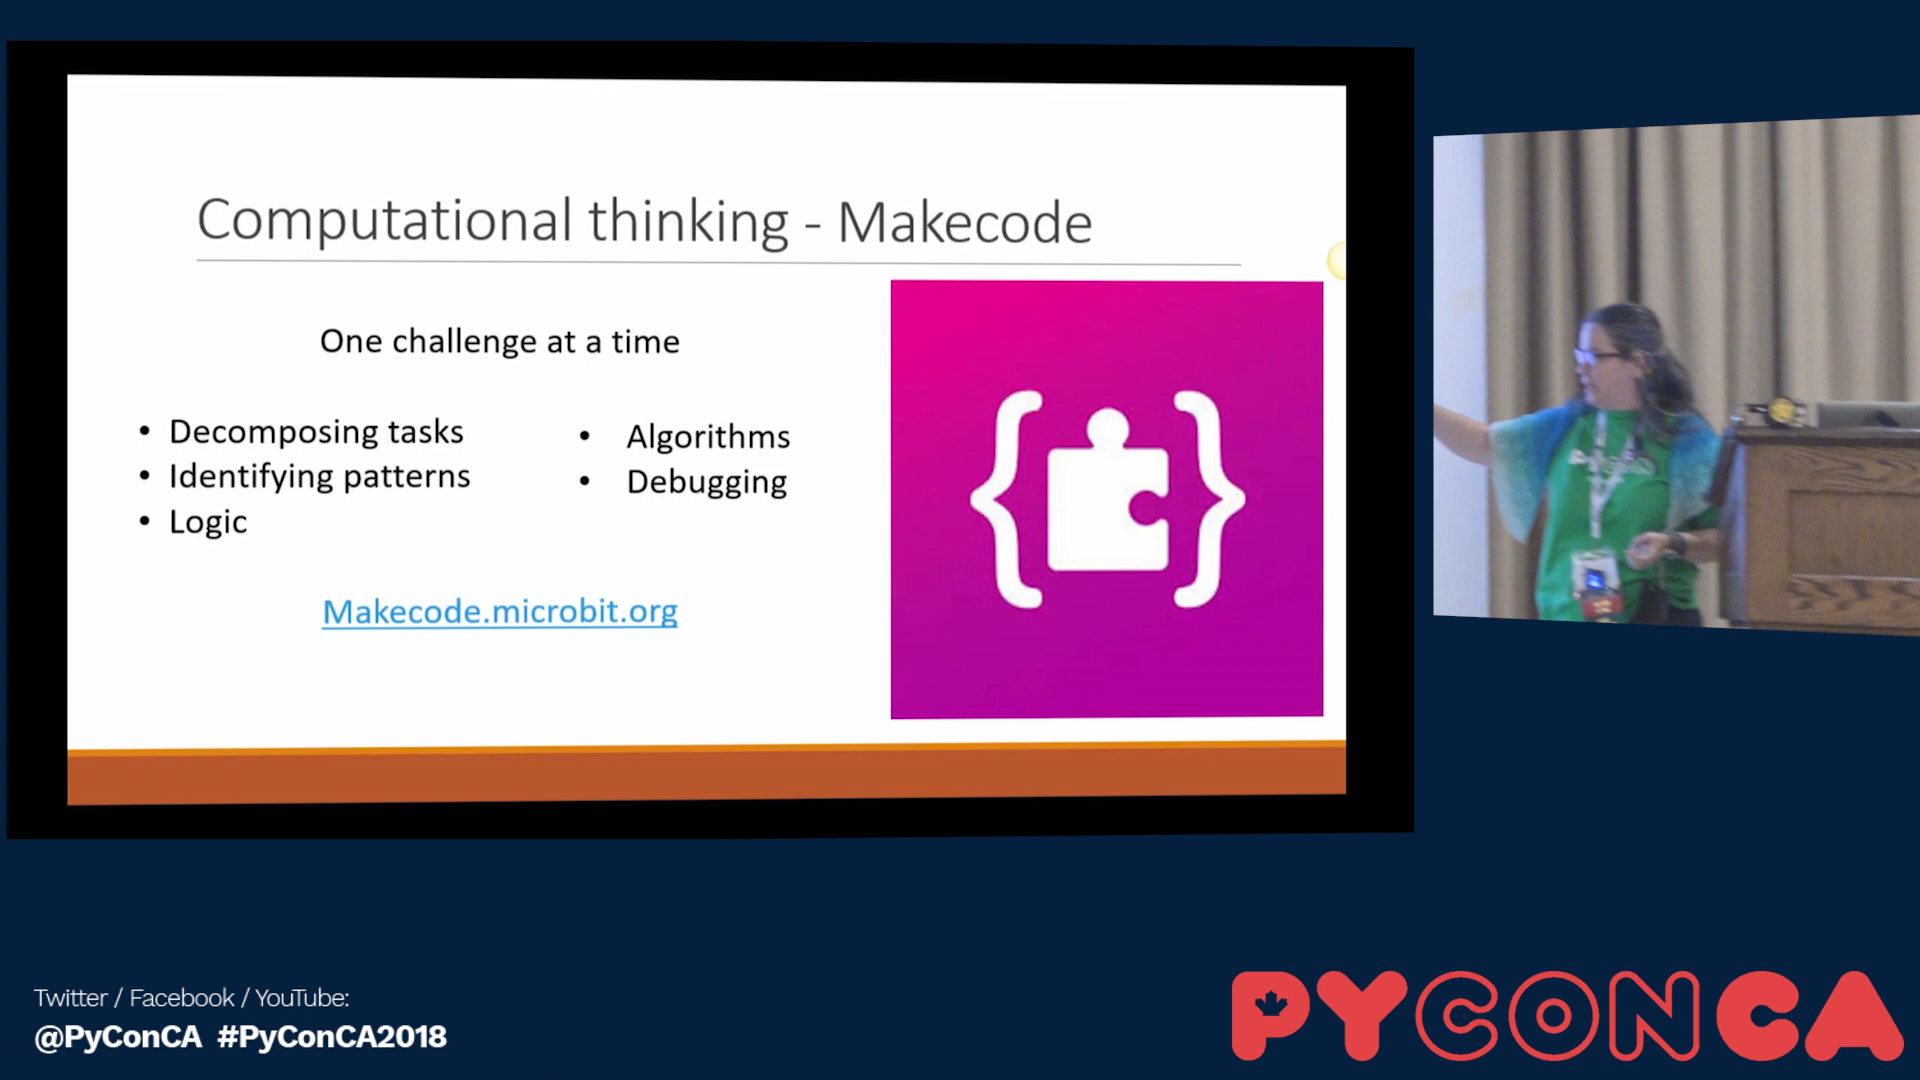 Computational thinking - Makecode
One challenge at a time
• Decomposing tasks
• Identifying patterns
• Logic
• Algorithms
• Debugging
Makecode.microbit.org
Twitter / Facebook / YouTube:
@PyConCA #PyConCA2018
PYCONCA